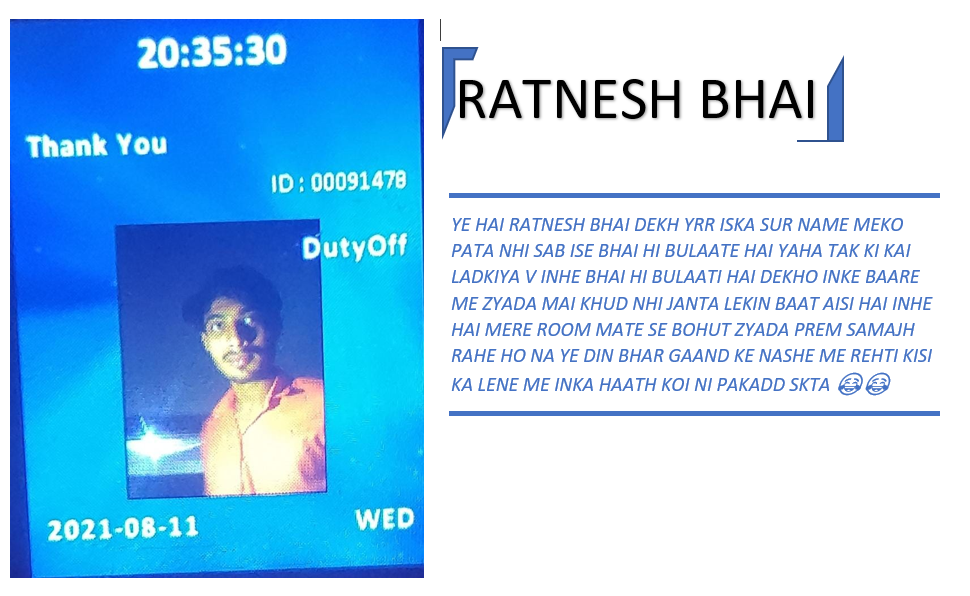 20:35:30
Thank You
ID : 00091478
DutyOff
2021-08-11
WED
RATNESH BHAI
YE HAI RATNESH BHAI DEKH YRR ISKA SUR NAME MEKO
PATA NHI SAB ISE BHAI HI BULAATE HAI YAHA TAK KI KAI
LADKIYA V INHE BHAI HI BULAATI HAI DEKHO INKE BAARE
ME ZYADA MAI KHUD NHI JANTA LEKIN BAAT AISI HAI INHE
HAI MERE ROOM MATE SE BOHUT ZYADA PREM SAMAJH
RAHE HO NA YE DIN BHAR GAAND KE NASHE ME REHTI KISI
KA LENE ME INKA HAATH KOI NI PAKADD SKTA 😂😂